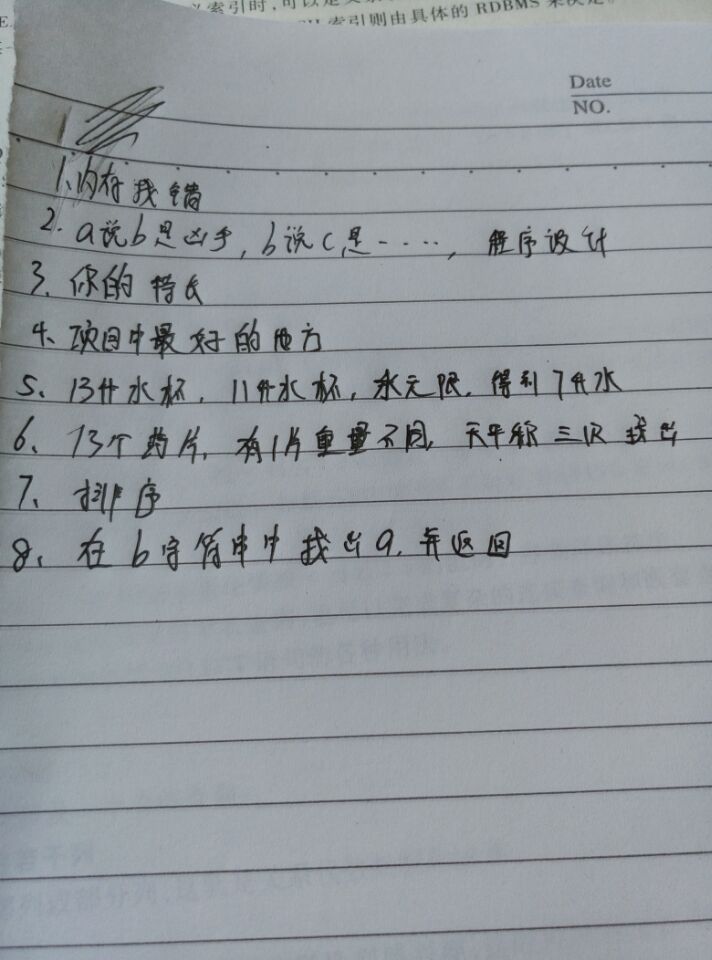 索引时,可以是
索引则由具体的 RDBMS 来决定。
Date
NO.
1、内存找错
2. a说b是凶手, b说c是……, 程序设计
3、你的特长
4、项目中最好的地方
5、13升水杯, 11升水杯, 水无限, 得到7升水
6、13个药片, 有1片重量不同, 天平称三次找出
7、排序
8、在b字符串中找出a, 并返回